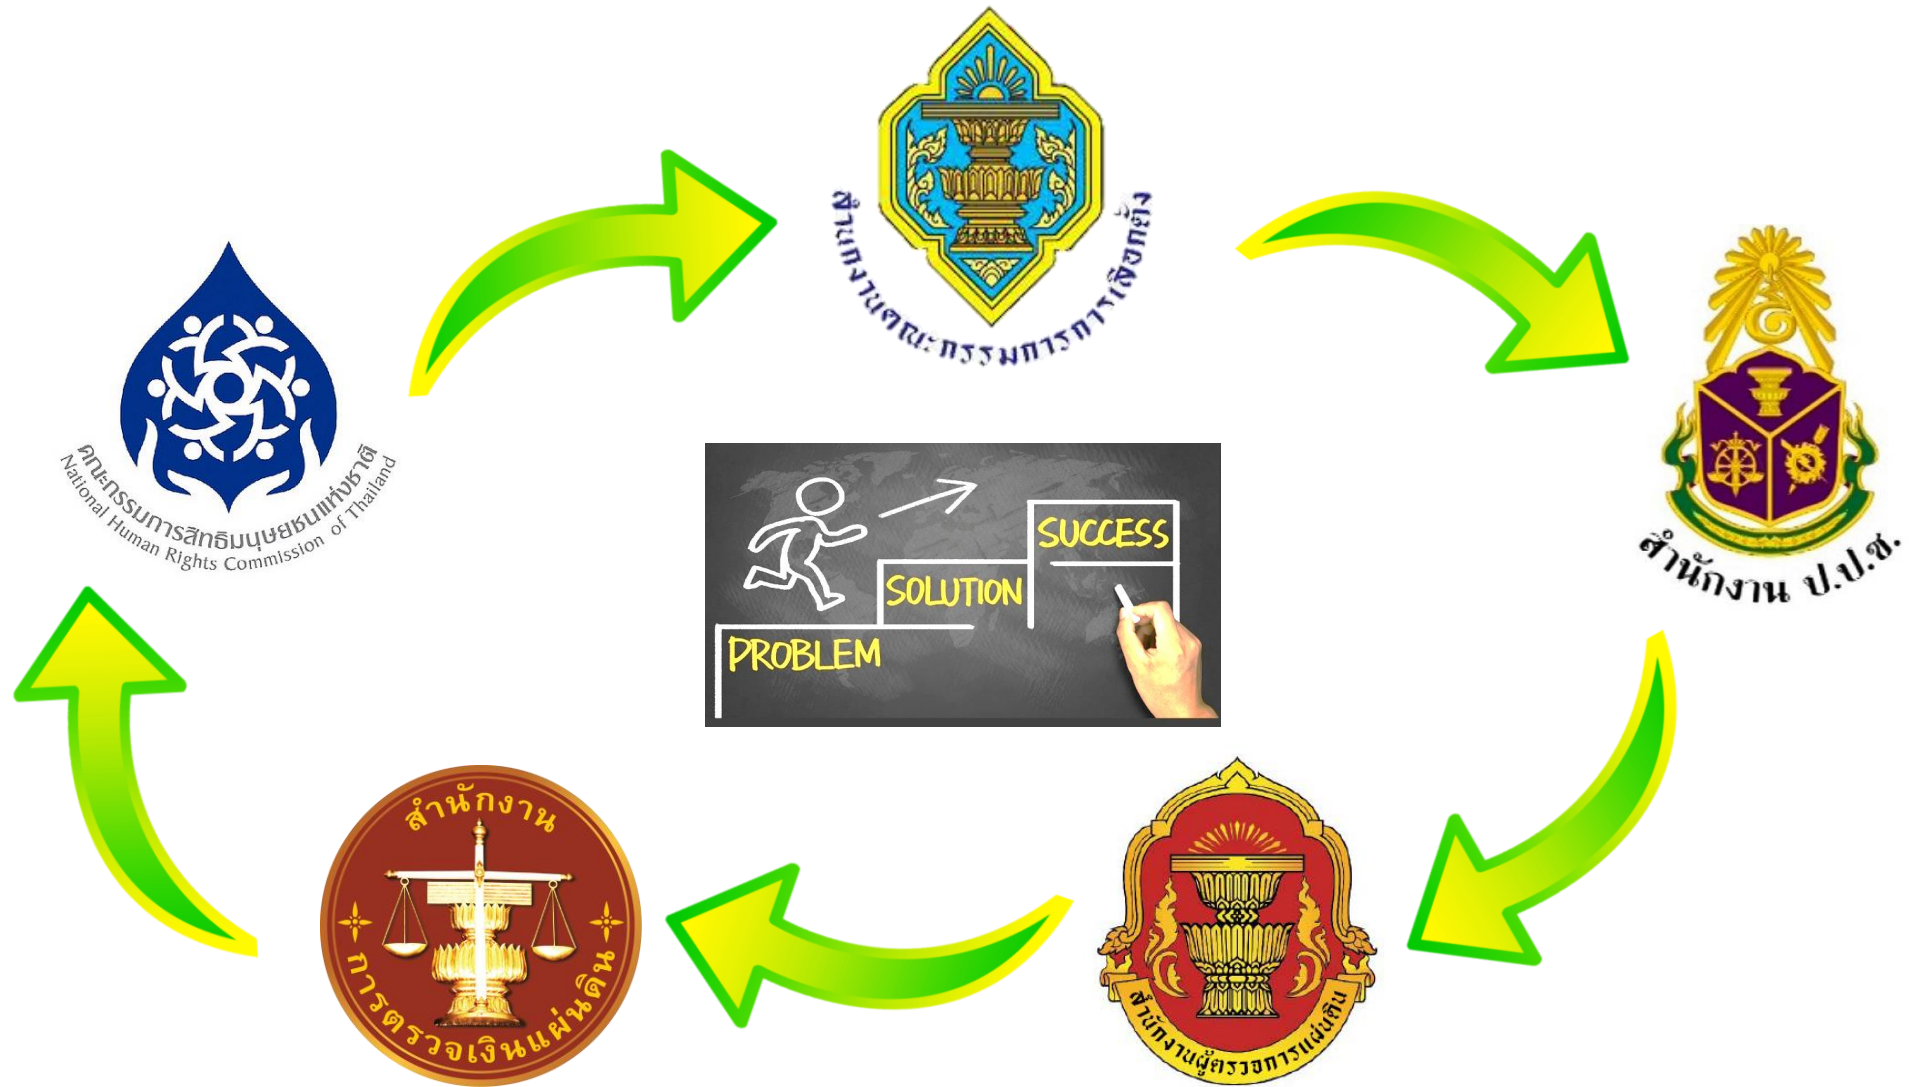 สำนักงานคณะกรรมการการเลือกตั้ง
คณะกรรมการสิทธิมนุษยชนแห่งชาติ
National Human Rights Commission of Thailand
สำนักงาน ป.ป.ช.
SUCCESS
SOLUTION
PROBLEM
สำนักงาน
การตรวจเงินแผ่นดิน
สำนักงานผู้ตรวจการแผ่นดิน